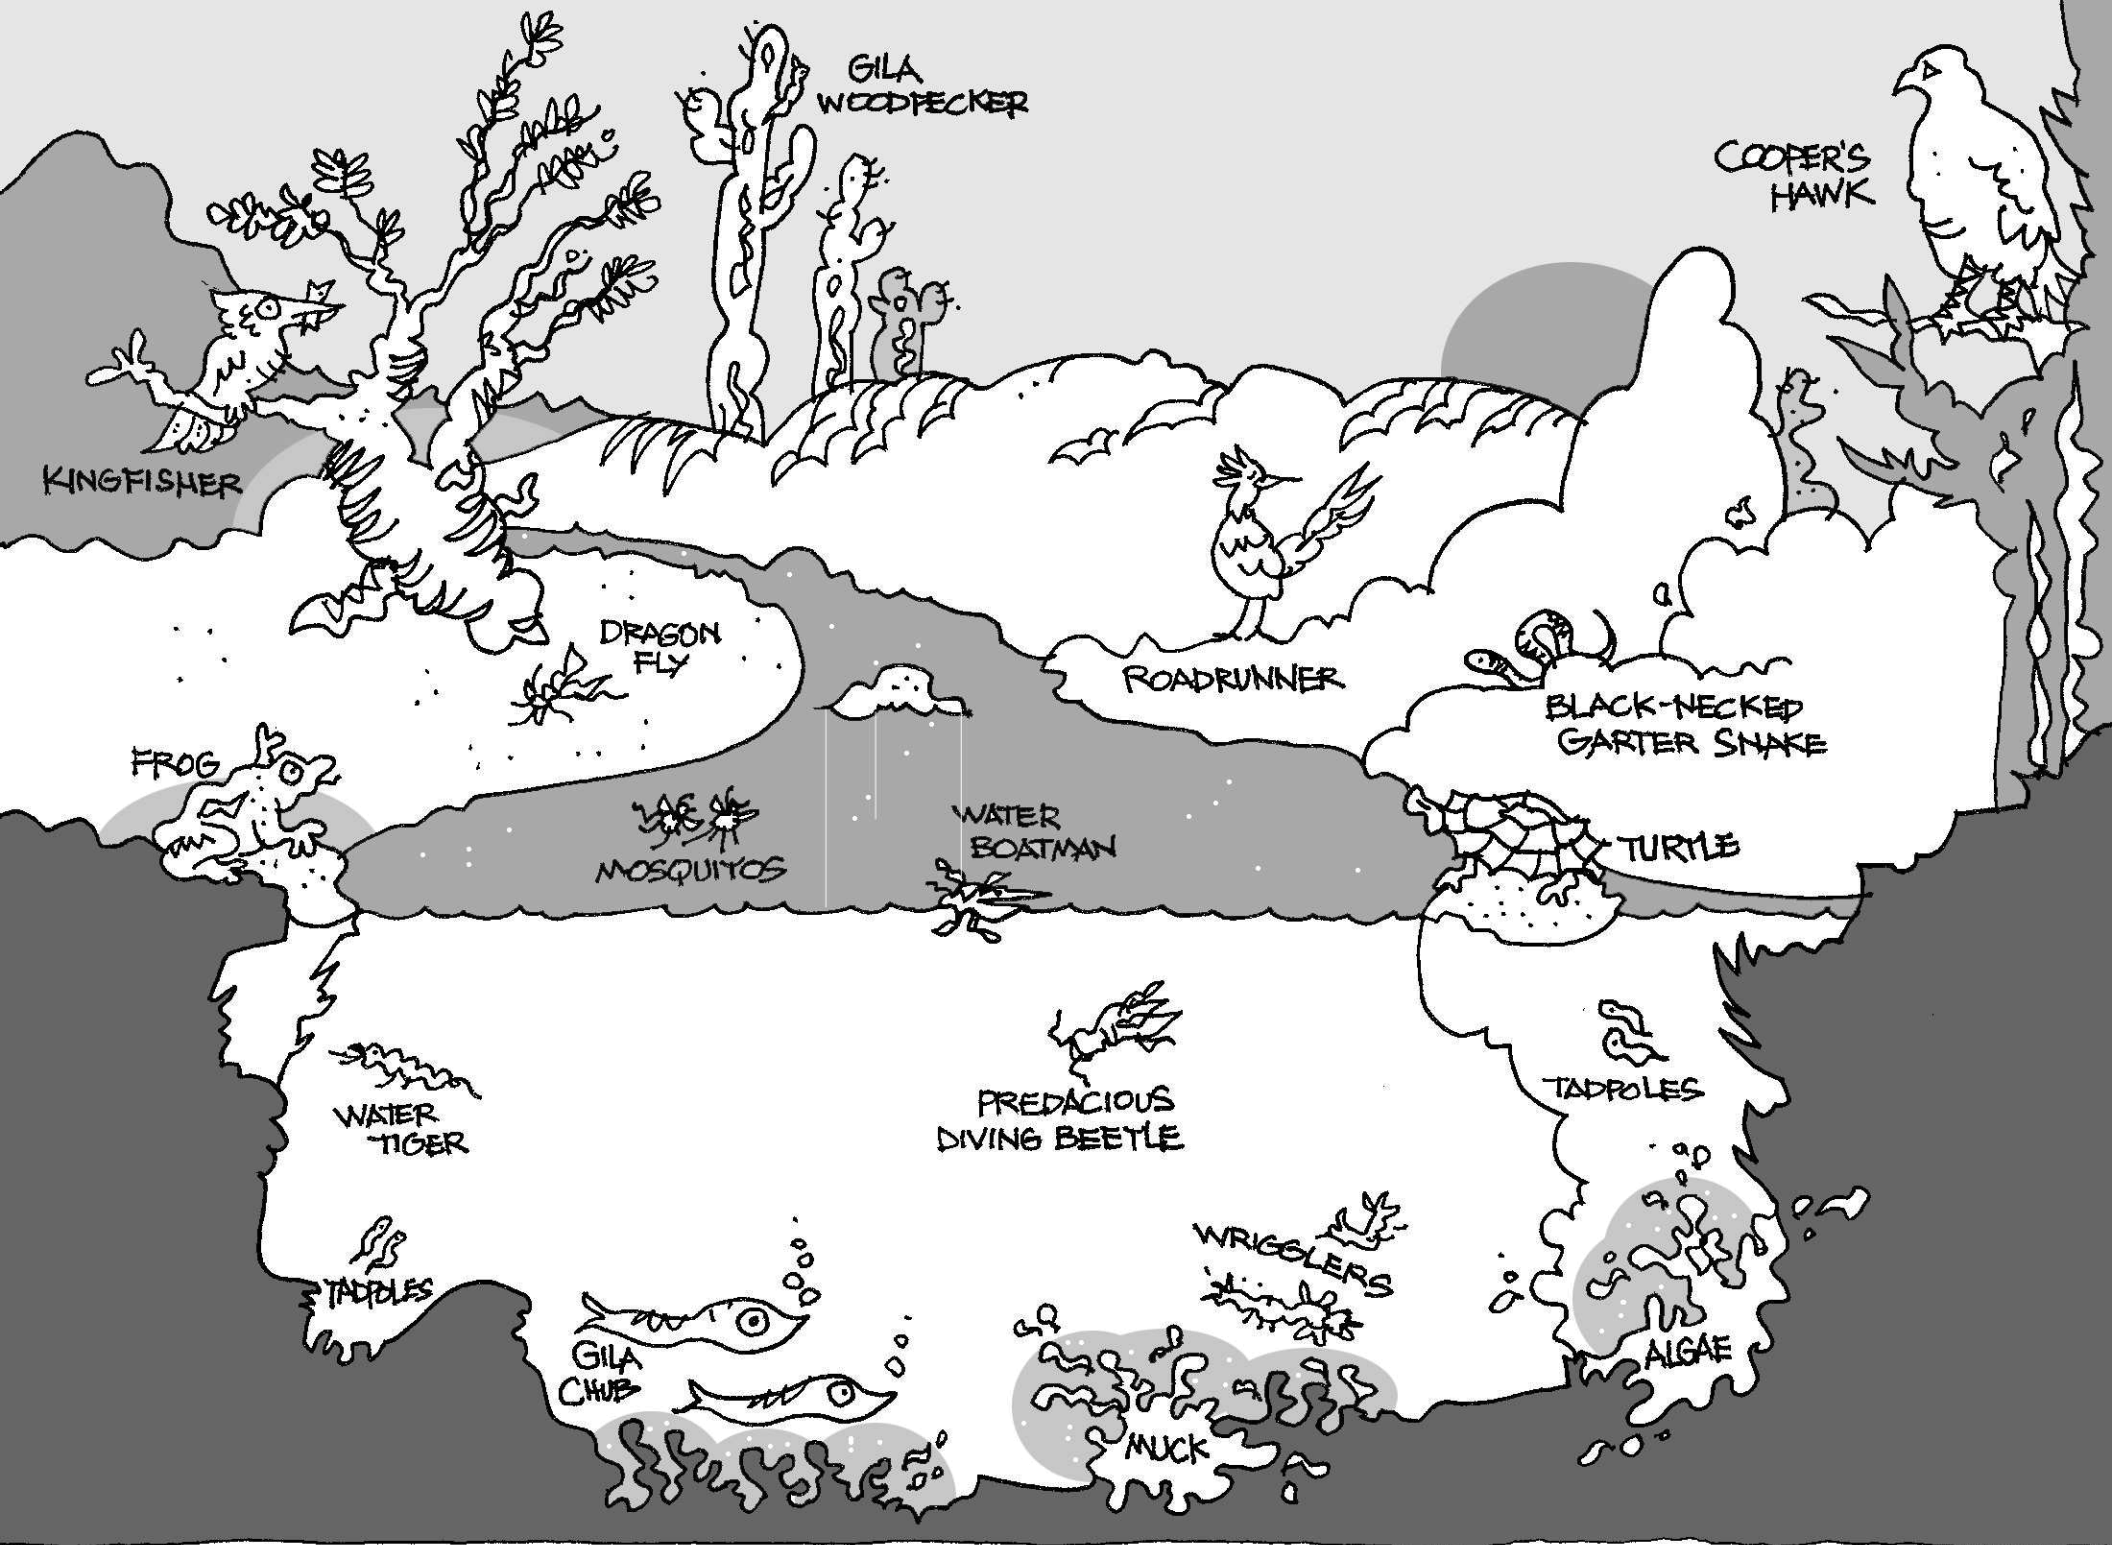 GILA
WOODPECKER
COOPER'S
HAWK
KINGFISHER
DRAGON
FLY
ROADRUNNER
BLACK-NECKED
GARTER SNAKE
FROG
MOSQUITOS
WATER
BOATMAN
TURTLE
WATER
TIGER
PREDACIOUS
DIVING BEETLE
TADPOLES
TADPOLES
WRIGGLERS
GILA
CHUB
MUCK
ALGAE